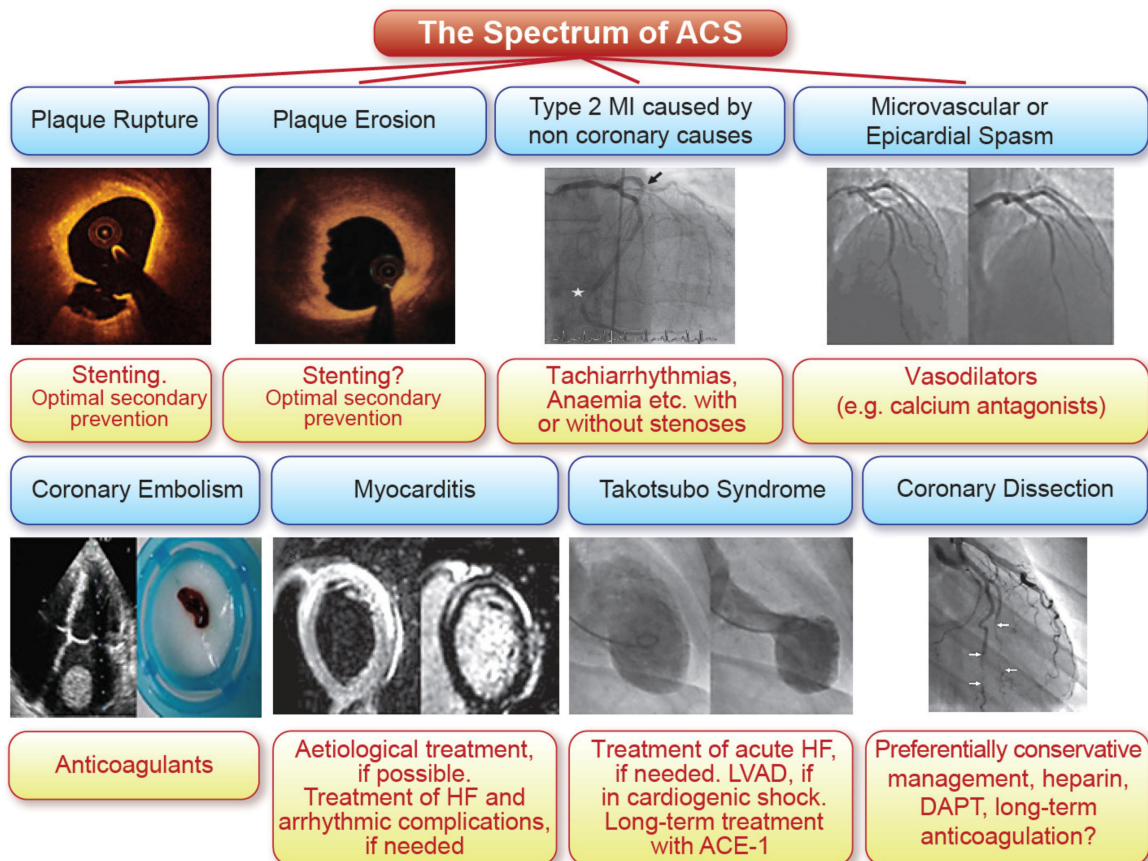 The Spectrum of ACS
Plaque Rupture
Plaque Erosion
Type 2 MI caused by
non coronary causes
Microvascular or
Epicardial Spasm
Stenting.
Optimal secondary
prevention
Stenting?
Optimal secondary
prevention
Tachiarrhythmias,
Anaemia etc. with
or without stenoses
Vasodilators
(e.g. calcium antagonists)
Coronary Embolism
Myocarditis
Takotsubo Syndrome
Coronary Dissection
Anticoagulants
Aetiological treatment,
if possible.
Treatment of HF and
arrhythmic complications,
if needed
Treatment of acute HF,
if needed. LVAD, if
in cardiogenic shock.
Long-term treatment
with ACE-1
Preferentially conservative
management, heparin,
DAPT, long-term
anticoagulation?